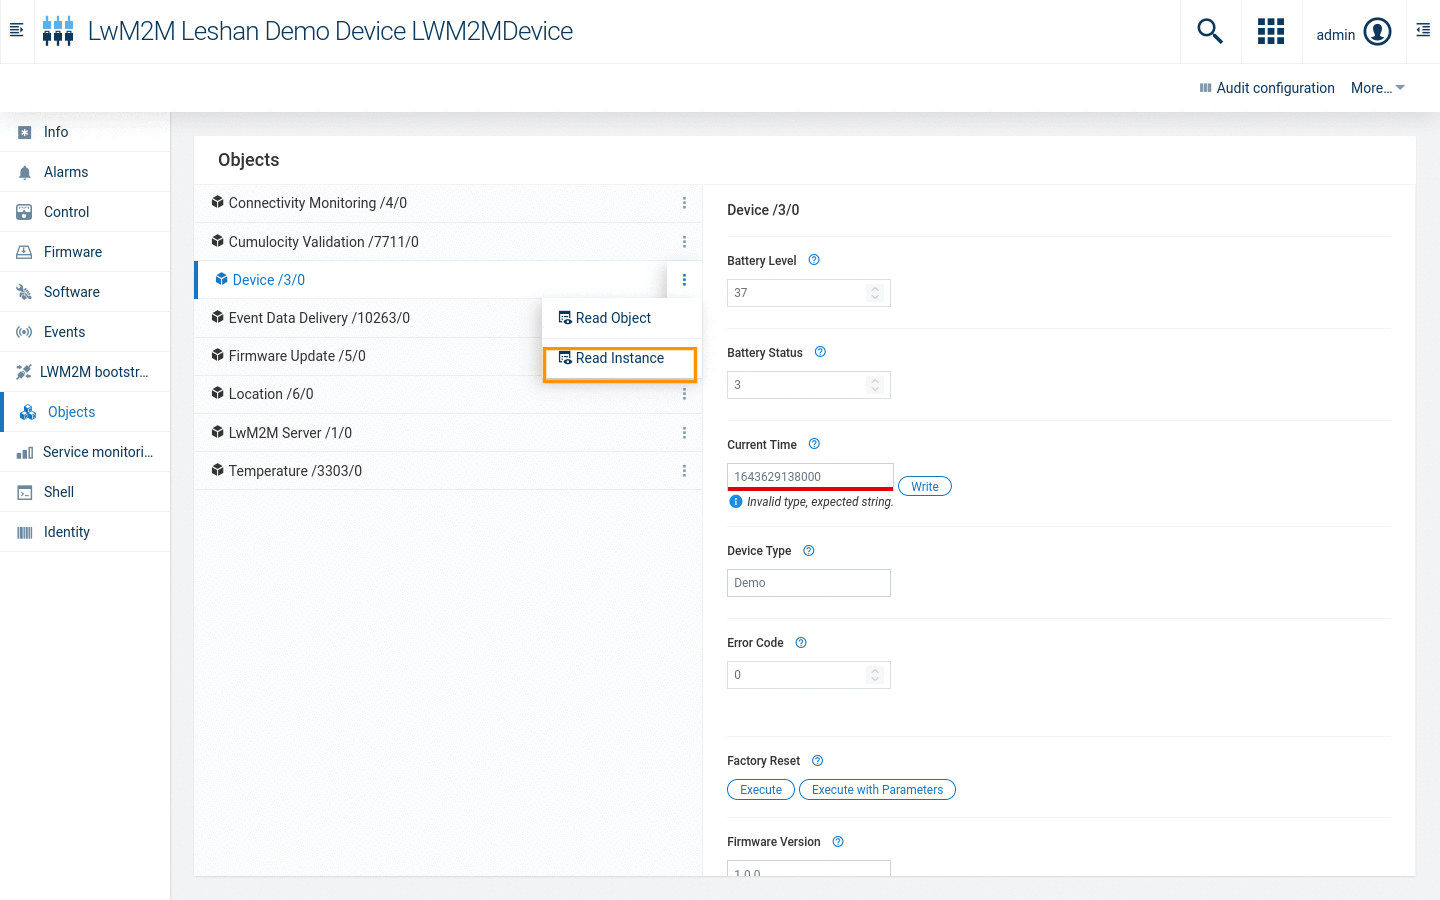 LwM2M Leshan Demo Device LWM2MDevice
admin
Audit configuration
More...
Info
Alarms
Control
Firmware
Software
Events
LWM2M bootstr...
Objects
Service monitori...
Shell
Identity
Objects
Connectivity Monitoring /4/0
Cumulocity Validation /7711/0
Device /3/0
Event Data Delivery /10263/0
Firmware Update /5/0
Location /6/0
LwM2M Server /1/0
Temperature /3303/0
Read Object
Read Instance
Device /3/0
Battery Level
37
Battery Status
3
Current Time
1643629138000
Write
Invalid type, expected string.
Device Type
Demo
Error Code
0
Factory Reset
Execute
Execute with Parameters
Firmware Version
1.0.0